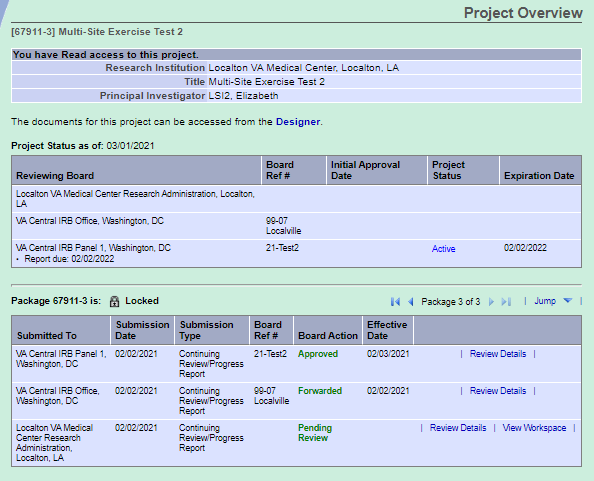 Project Overview
[67911-3] Multi-Site Exercise Test 2
You have Read access to this project.
Research Institution Localton VA Medical Center, Localton, LA
Title Multi-Site Exercise Test 2
Principal Investigator LSI2, Elizabeth
The documents for this project can be accessed from the Designer.
Project Status as of: 03/01/2021
Reviewing Board Board Ref # Initial Approval Date Project Status Expiration Date
Localton VA Medical Center Research Administration, Localton,
LA
VA Central IRB Office, Washington, DC 99-07
Localville
VA Central IRB Panel 1, Washington, DC 21-Test2 Active 02/02/2022
• Report due: 02/02/2022
Package 67911-3 is: Locked Package 3 of 3 | Jump |
Submitted To Submission Date Submission Type Board Ref # Board Action Effective Date
VA Central IRB Panel 1, 02/02/2021 Continuing 21-Test2 Approved 02/03/2021 | Review Details |
Washington, DC Review/Progress
Report
VA Central IRB Office, 02/02/2021 Continuing 99-07 Forwarded 02/02/2021 | Review Details |
Washington, DC Review/Progress Localville
Report
Localton VA Medical 02/02/2021 Continuing Pending | Review Details | View Workspace |
Center Research Review/Progress Review
Administration, Report
Localton, LA